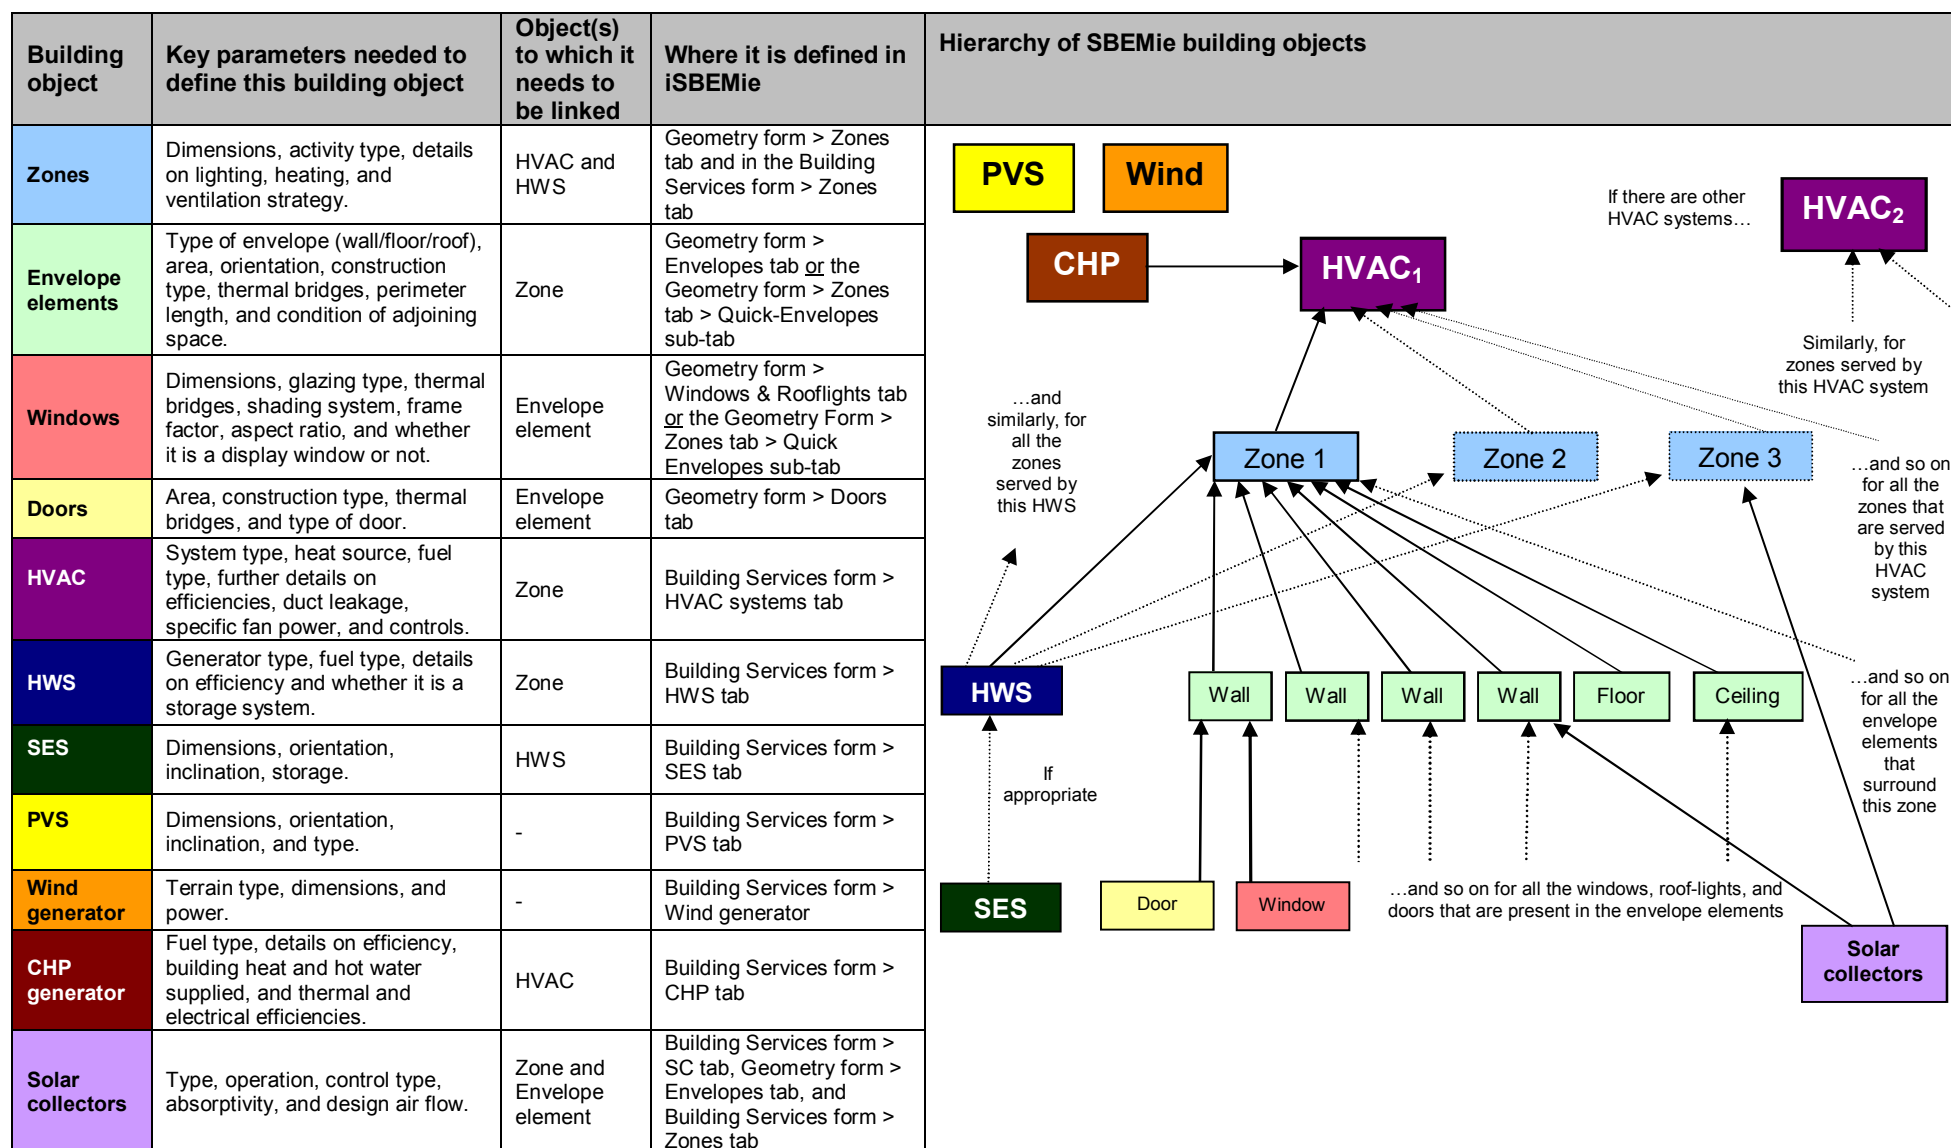 Building
object
Key parameters needed to
define this building object
Object(s)
to which it
needs to
be linked
Where it is defined in
iSBEMie
Hierarchy of SBEMie building objects
Zones
Dimensions, activity type, details
on lighting, heating, and
ventilation strategy.
HVAC and
HWS
Geometry form > Zones
tab and in the Building
Services form > Zones
tab
Envelope
elements
Type of envelope (wall/floor/roof),
area, orientation, construction
type, thermal bridges, perimeter
length, and condition of adjoining
space.
Zone
Geometry form >
Envelopes tab or the
Geometry form > Zones
tab > Quick-Envelopes
sub-tab
Windows
Dimensions, glazing type, thermal
bridges, shading system, frame
factor, aspect ratio, and whether
it is a display window or not.
Envelope
element
Geometry form >
Windows & Rooflights tab
or the Geometry Form >
Zones tab > Quick
Envelopes sub-tab
Doors
Area, construction type, thermal
bridges, and type of door.
Envelope
element
Geometry form > Doors
tab
HVAC
System type, heat source, fuel
type, further details on
efficiencies, duct leakage,
specific fan power, and controls.
Zone
Building Services form >
HVAC systems tab
HWS
Generator type, fuel type, details
on efficiency and whether it is a
storage system.
Zone
Building Services form >
HWS tab
SES
Dimensions, orientation,
inclination, storage.
HWS
Building Services form >
SES tab
PVS
Dimensions, orientation,
inclination, and type.
-
Building Services form >
PVS tab
Wind
generator
Terrain type, dimensions, and
power.
-
Building Services form >
Wind generator
CHP
generator
Fuel type, details on efficiency,
building heat and hot water
supplied, and thermal and
electrical efficiencies.
HVAC
Building Services form >
CHP tab
Solar
collectors
Type, operation, control type,
absorptivity, and design air flow.
Zone and
Envelope
element
Building Services form >
SC tab, Geometry form >
Envelopes tab, and
Building Services form >
Zones tab
PVS
Wind
If there are other
HVAC systems…
HVAC2
CHP
HVAC1
Similarly, for
zones served by
this HVAC system
…and
similarly, for
all the
zones
served by
this HWS
Zone 1
Zone 2
Zone 3
…and so on
for all the
zones that
are served
by this
HVAC
system
HWS
Wall
Wall
Wall
Wall
Floor
Ceiling
…and so on
for all the
envelope
elements
that
surround
this zone
If
appropriate
SES
Door
Window
…and so on for all the windows, roof-lights, and
doors that are present in the envelope elements
Solar
collectors